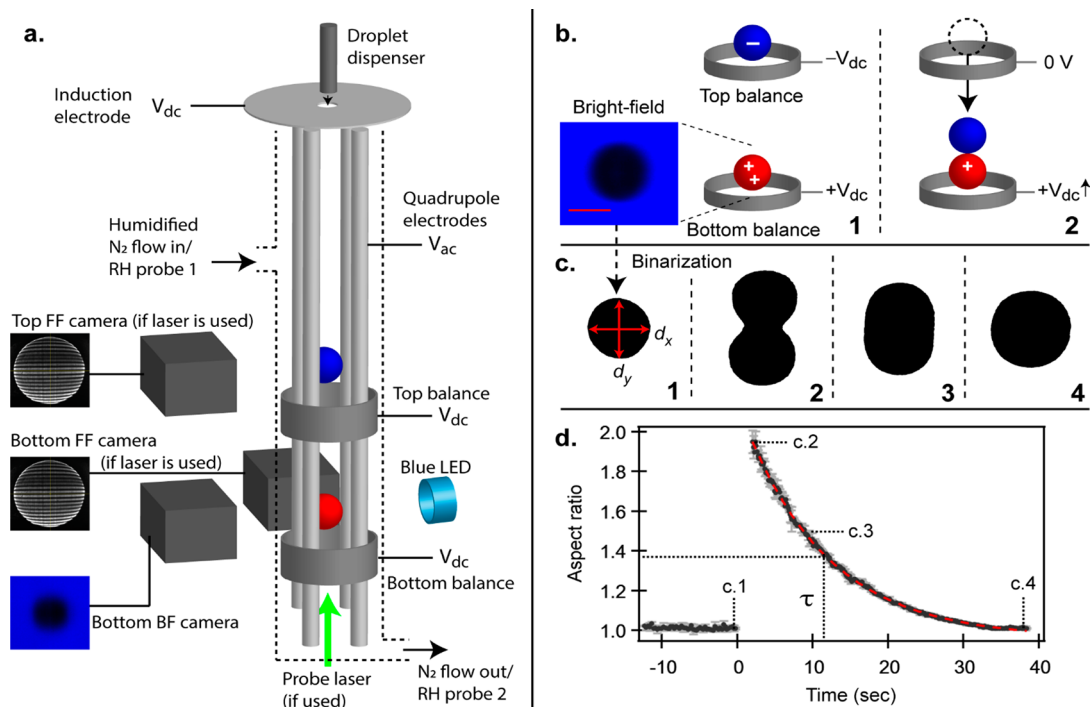 a.
Droplet
dispenser
Induction
electrode
Vdc
Quadrupole
electrodes
Vac
Humidified
N2 flow in/
RH probe 1
Top FF camera (if laser is used)
Top balance
Vdc
Bottom FF camera
(if laser is used)
Blue LED
Vdc
Bottom balance
Bottom BF camera
Probe laser
(if used)
N2 flow out/
RH probe 2
b.
−
−Vdc
Top balance
Bright-field
+
+
+Vdc
Bottom balance
1
0 V
+
+Vdc
2
c.
Binarization
dx
dy
1
2
3
4
d.
Aspect ratio
2.0
1.8
1.6
1.4
1.2
1.0
c.2
c.3
c.1
τ
c.4
-10
0
10
20
30
40
Time (sec)